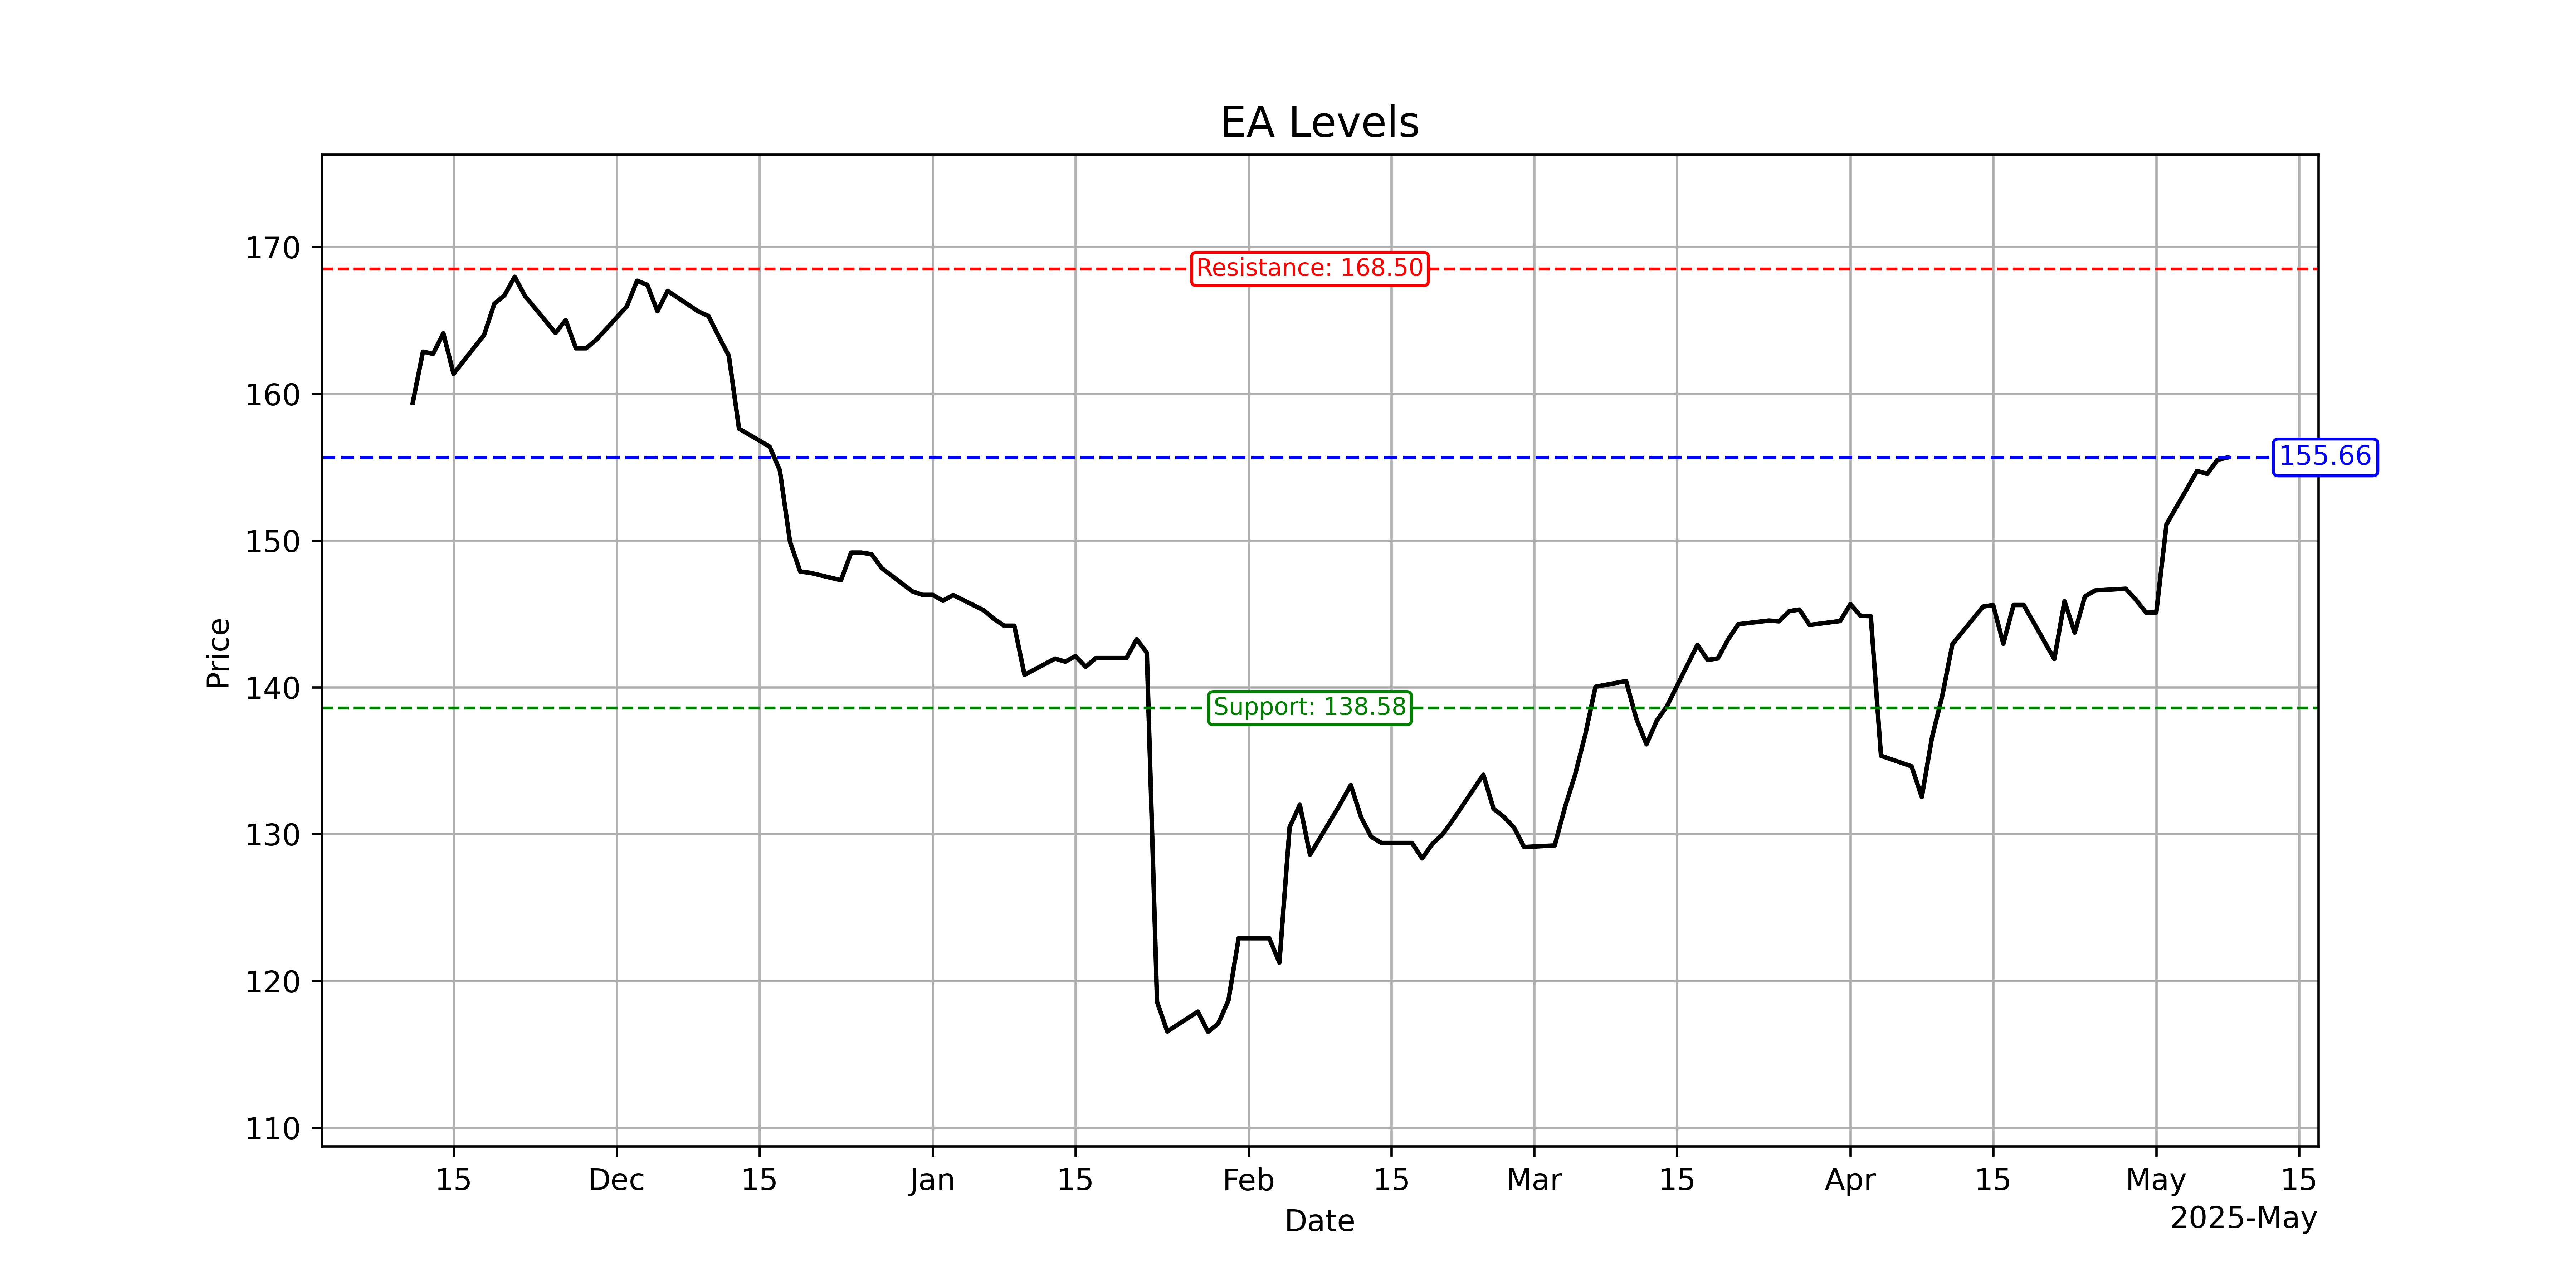 EA Levels
170
Resistance: 168.50
160
155.66
150
140
Support: 138.58
130
120
110
Price
15 Dec 15 Jan 15 Feb 15 Mar 15 Apr 15 May 15
2025-May
Date